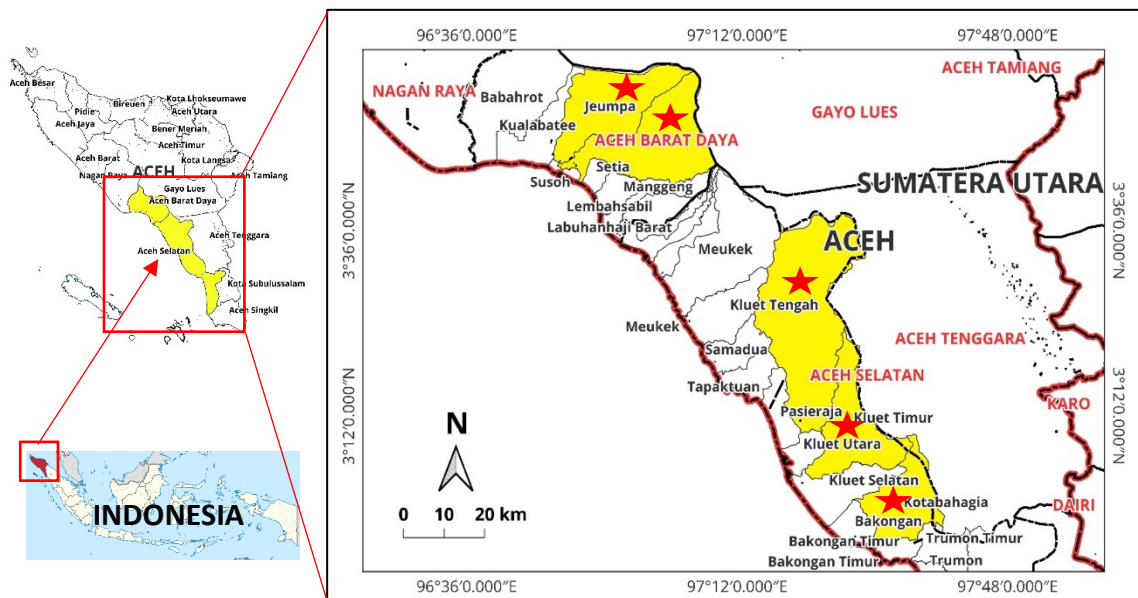 Aceh Besar
Kota Lhokseumawe
Bireuen
Pidie
Aceh Utara
Aceh Jaya
Bener Meriah
Aceh Timur
Aceh Barat
Kota Langsa
ACEH
Nagan Raya
Aceh Tamiang
Gayo Lues
Aceh Barat Daya
Aceh Tenggara
Aceh Selatan
Kota Subulussalam
Aceh Singkil
INDONESIA
96°36′0.000″E
97°12′0.000″E
97°48′0.000″E
ACEH TAMIANG
NAGAN RAYA
Babahrot
Jeumpa
GAYO LUES
Kualabatee
ACEH BARAT DAYA
Setia
Susoh
Manggeng
SUMATERA UTARA
Lembahsabil
Labuhanhaji Barat
Meukek
ACEH
Kluet Tengah
Meukek
ACEH TENGGARA
Samadua
ACEH SELATAN
Tapaktuan
KARO
Pasieraja
Kluet Timur
Kluet Utara
Kluet Selatan
Kotabahagia
DAIRI
Bakongan
Bakongan Timur
Trumon Timur
Bakongan Timur
Trumon
3°36′0.000″N
3°12′0.000″N
3°36′0.000″N
3°12′0.000″N
N
0 10 20 km
96°36′0.000″E
97°12′0.000″E
97°48′0.000″E